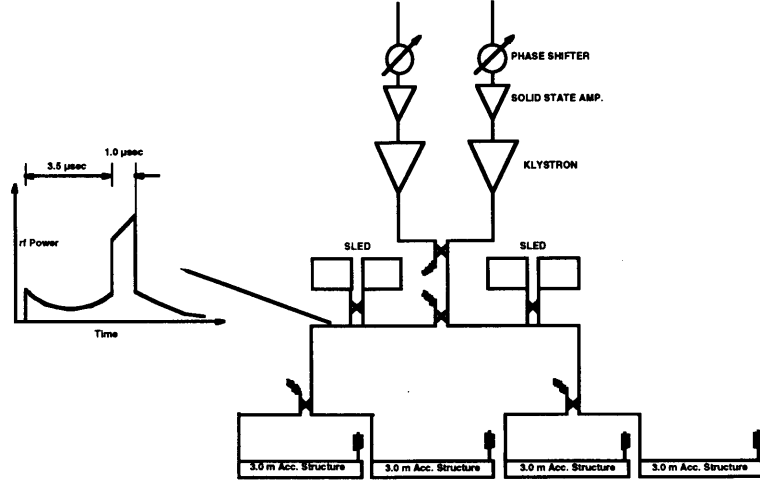 PHASE SHIFTER
SOLID STATE AMP.
KLYSTRON
1.0 µsec
3.5 µsec
rf Power
Time
SLED
SLED
3.0 m Acc. Structure
3.0 m Acc. Structure
3.0 m Acc. Structure
3.0 m Acc. Structure